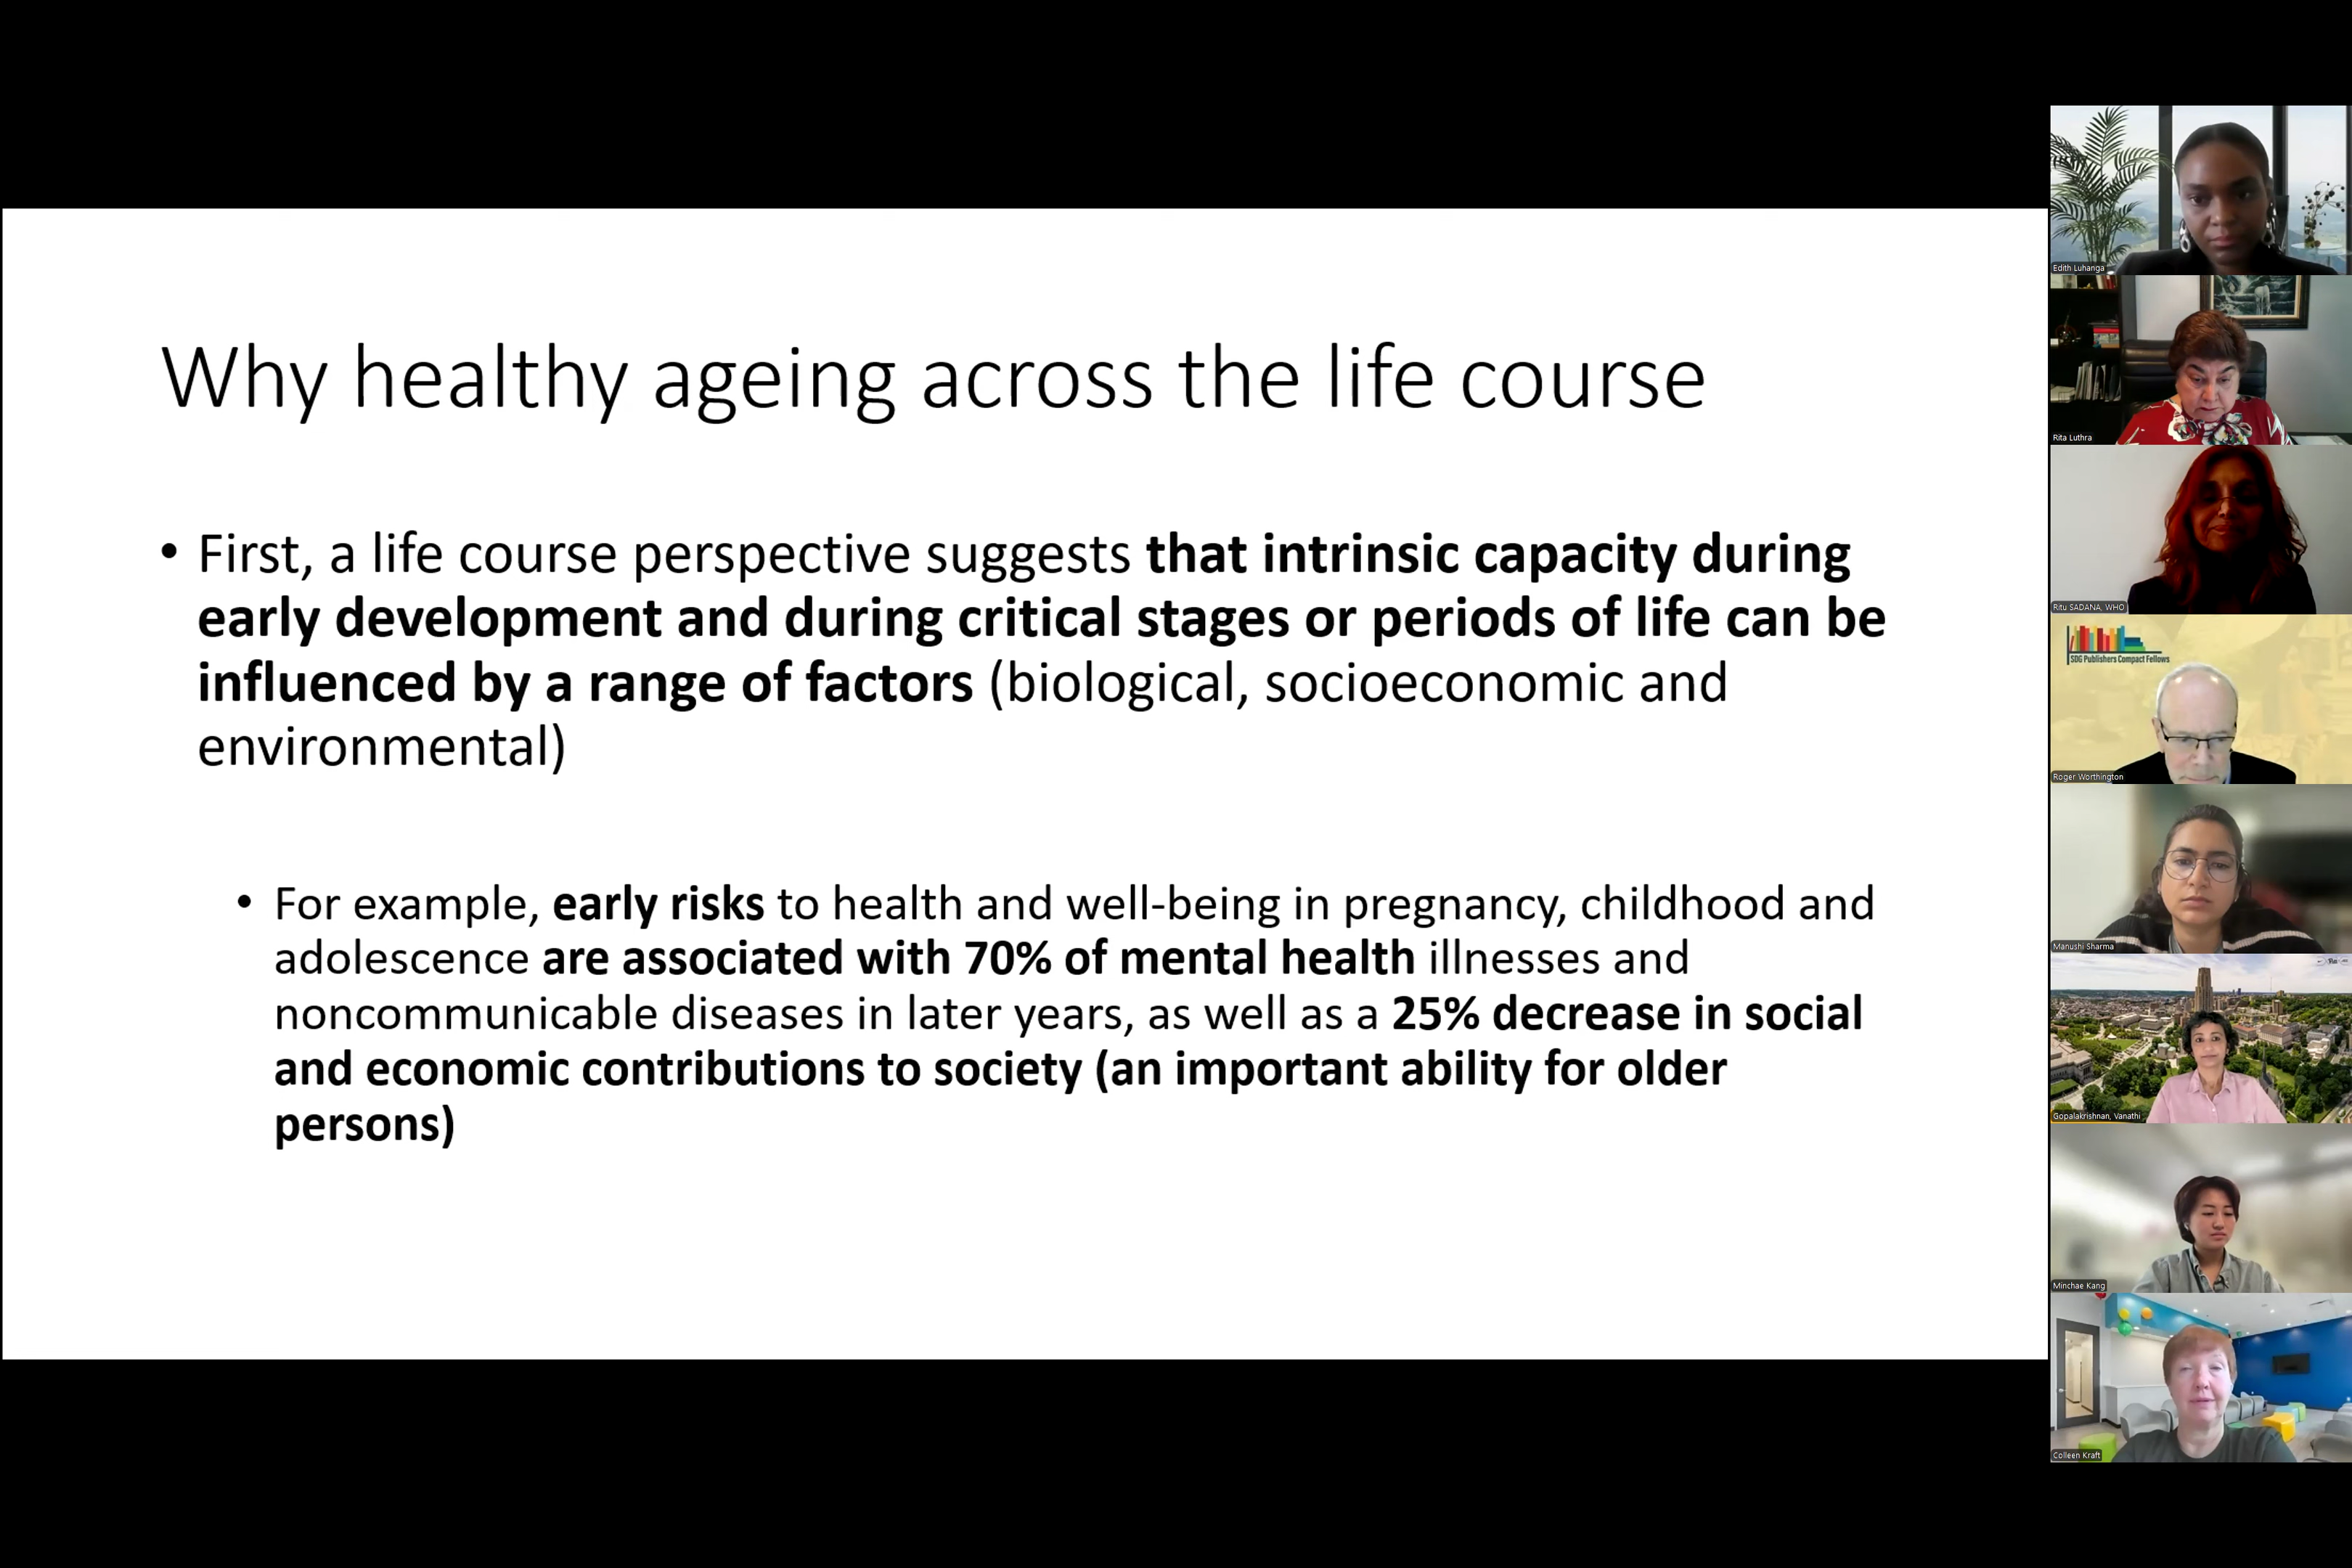 Why healthy ageing across the life course
• First, a life course perspective suggests that intrinsic capacity during
early development and during critical stages or periods of life can be
influenced by a range of factors (biological, socioeconomic and
environmental)
• For example, early risks to health and well-being in pregnancy, childhood and
adolescence are associated with 70% of mental health illnesses and
noncommunicable diseases in later years, as well as a 25% decrease in social
and economic contributions to society (an important ability for older
persons)
Edith Luhanga
Rita Luthra
Ritu SADANA, WHO
SDG Publishers Compact Fellows
Roger Worthington
Manushi Sharma
Gopalakrishnan, Vanathi
Minchae Kang
Colleen Kraft